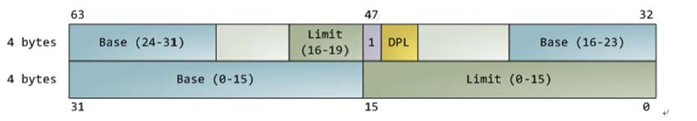 63 47 32
4 bytes Base (24-31) Limit (16-19) 1 DPL Base (16-23)
4 bytes Base (0-15) Limit (0-15)
31 15 0